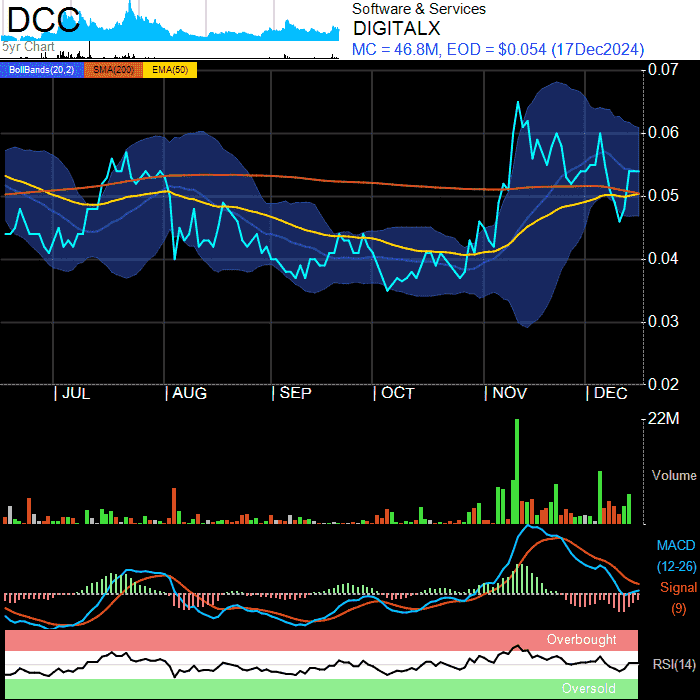 DCC
5yr Chart
Software & Services
DIGITALX
MC = 46.8M, EOD = $0.054 (17Dec2024)
BollBands(20,2) SMA(200) EMA(50)
0.07
0.06
0.05
0.04
0.03
0.02
JUL AUG SEP OCT NOV DEC
22M
Volume
MACD
(12-26)
Signal
(9)
Overbought
RSI(14)
Oversold